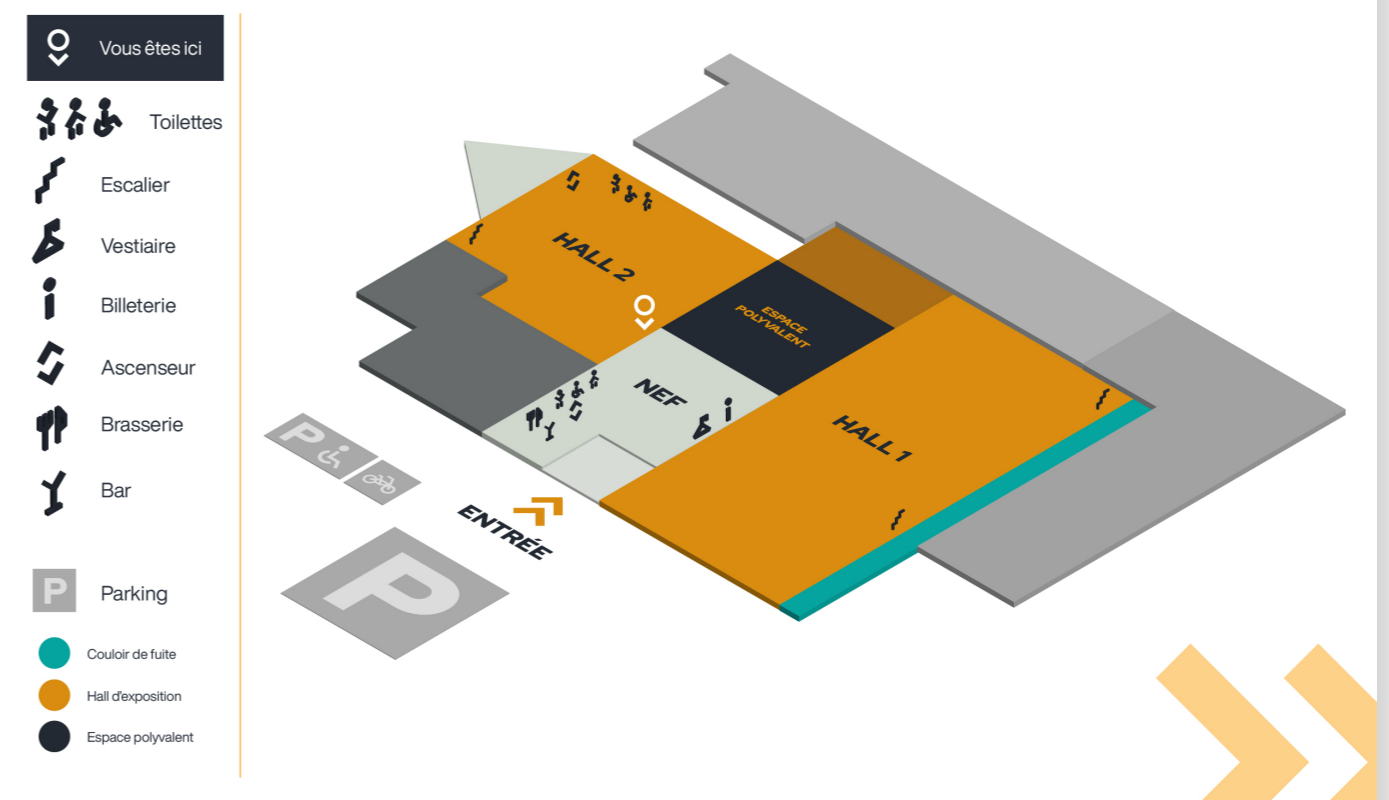 Vous êtes ici
Toilettes
Escalier
Vestiaire
Billeterie
Ascenseur
Brasserie
Bar
P
Parking
Couloir de fuite
Hall d'exposition
Espace polyvalent
HALL 2
ESPACE
POLYVALENT
NEF
HALL 1
P
ENTRÉE
P